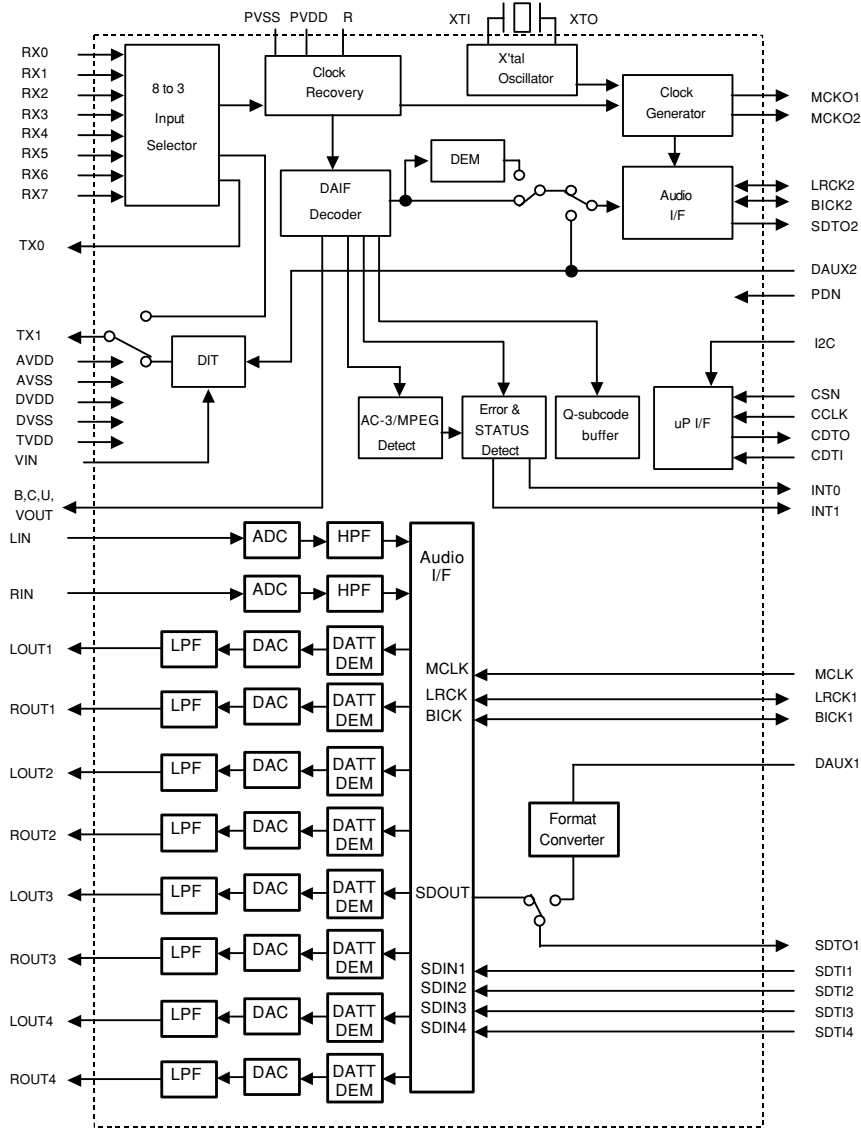 PVSS PVDD R XTI XTO
RX0
RX1
RX2
RX3
RX4
RX5
RX6
RX7
8 to 3
Input
Selector
Clock
Recovery
X'tal
Oscillator
Clock
Generator
MCKO1
MCKO2
DEM
DAIF
Decoder
Audio
I/F
LRCK2
BICK2
SDTO2
TX0
DAUX2
PDN
TX1
AVDD
AVSS
DVDD
DVSS
TVDD
VIN
DIT
I2C
AC-3/MPEG
Detect
Error &
STATUS
Detect
Q-subcode
buffer
uP I/F
CSN
CCLK
CDTO
CDTI
INT0
INT1
B,C,U,
VOUT
LIN
ADC
HPF
Audio
I/F
RIN
ADC
HPF
LOUT1
LPF
DAC
DATT
DEM
MCLK
MCLK
LRCK
LRCK1
BICK
BICK1
ROUT1
LPF
DAC
DATT
DEM
LOUT2
LPF
DAC
DATT
DEM
DAUX1
ROUT2
LPF
DAC
DATT
DEM
Format
Converter
LOUT3
LPF
DAC
DATT
DEM
SDOUT
SDTO1
ROUT3
LPF
DAC
DATT
DEM
SDIN1
SDIN2
SDIN3
SDIN4
SDTI1
SDTI2
SDTI3
SDTI4
LOUT4
LPF
DAC
DATT
DEM
ROUT4
LPF
DAC
DATT
DEM